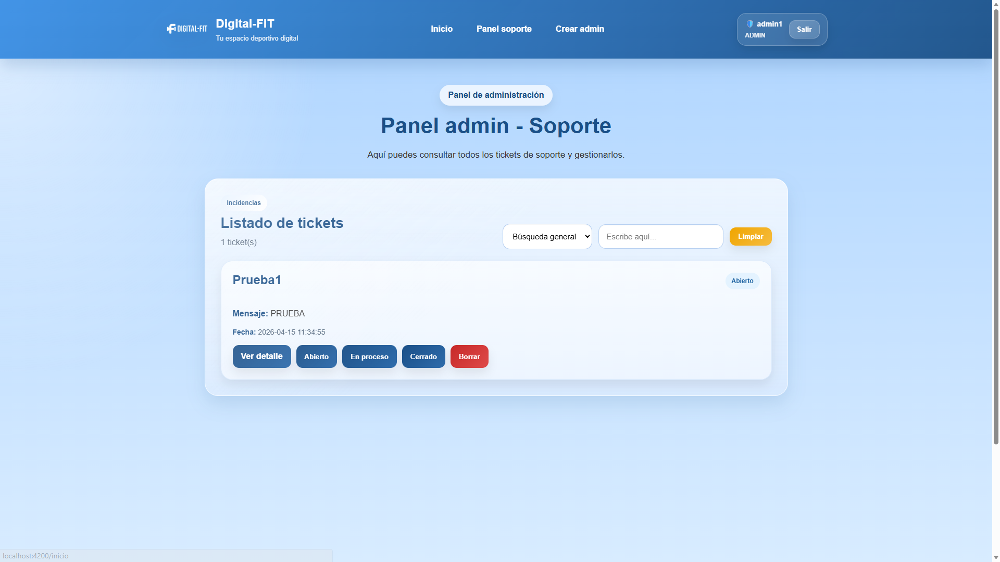 DIGITAL-FIT
Digital-FIT
Tu espacio deportivo digital
Inicio
Panel soporte
Crear admin
admin1
ADMIN
Salir
Panel de administración
Panel admin - Soporte
Aquí puedes consultar todos los tickets de soporte y gestionarlos.
Incidencias
Listado de tickets
1 ticket(s)
Búsqueda general
Escribe aquí...
Limpiar
Prueba1
Abierto
Mensaje: PRUEBA
Fecha: 2026-04-15 11:34:55
Ver detalle
Abierto
En proceso
Cerrado
Borrar
localhost:4200/inicio